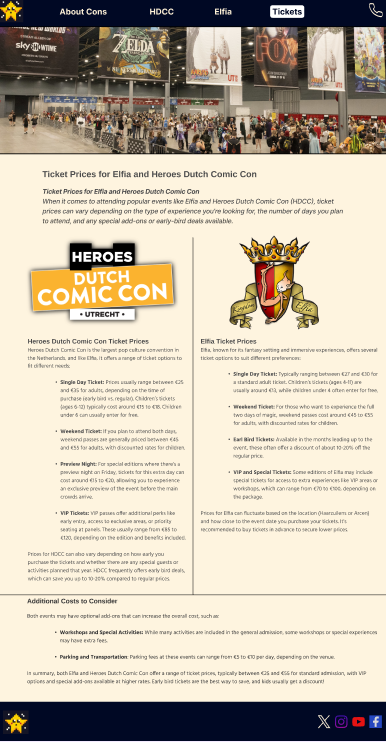 About Cons HDCC Elfia Tickets
SKY SHOWTIME
ZELDA
FOX
Ticket Prices for Elfia and Heroes Dutch Comic Con
Ticket Prices for Elfia and Heroes Dutch Comic Con
When it comes to attending popular events like Elfia and Heroes Dutch Comic Con (HDCC), ticket
prices can vary depending on the type of experience you're looking for, the number of days you plan
to attend, and any special add-ons or early-bird deals available.
HEROES
DUTCH
COMIC CON
• UTRECHT •
Elfia
Heroes Dutch Comic Con Ticket Prices
Heroes Dutch Comic Con is the largest pop culture convention in
the Netherlands, and like Elfia, it offers a range of ticket options to
fit different needs:
• Single Day Ticket: Prices usually range between €25
and €35 for adults, depending on the time of
purchase (early bird vs. regular). Children's tickets
(ages 6-12) typically cost around €15 to €18. Children
under 6 can usually enter for free.
• Weekend Ticket: If you plan to attend both days,
weekend passes are generally priced between €45
and €55 for adults, with discounted rates for children.
• Preview Night: For special editions where there's a
preview night on Friday, tickets for this extra day can
cost around €15 to €20, allowing you to experience
an exclusive preview of the event before the main
crowds arrive.
• VIP Tickets: VIP passes offer additional perks like
early entry, access to exclusive areas, or priority
seating at panels. These usually range from €85 to
€120, depending on the edition and benefits included.
Prices for HDCC can also vary depending on how early you
purchase the tickets and whether there are any special guests or
activities planned that year. HDCC frequently offers early bird deals,
which can save you up to 10-20% compared to regular prices.
Elfia Ticket Prices
Elfia, known for its fantasy setting and immersive experiences, offers several
ticket options to suit different preferences:
• Single Day Ticket: Typically ranging between €27 and €30 for
a standard adult ticket. Children's tickets (ages 4-11) are
usually around €13, while children under 4 often enter for free.
• Weekend Ticket: For those who want to experience the full
two days of magic, weekend passes cost around €45 to €55
for adults, with discounted rates for children.
• Earl Bird Tickets: Available in the months leading up to the
event, these often offer a discount of about 10-20% off the
regular price.
• VIP and Special Tickets: Some editions of Elfia may include
special tickets for access to extra experiences like VIP areas or
workshops, which can range from €70 to €100, depending on
the package.
Prices for Elfia can fluctuate based on the location (Haarzuilens or Arcen)
and how close to the event date you purchase your tickets. It's
recommended to buy tickets in advance to secure lower prices.
Additional Costs to Consider
Both events may have optional add-ons that can increase the overall cost, such as:
• Workshops and Special Activities: While many activities are included in the general admission, some workshops or special experiences
may have extra fees.
• Parking and Transportation: Parking fees at these events can range from €5 to €10 per day, depending on the venue.
In summary, both Elfia and Heroes Dutch Comic Con offer a range of ticket prices, typically between €25 and €55 for standard admission, with VIP
options and special add-ons available at higher rates. Early bird tickets are the best way to save, and kids usually get a discount!